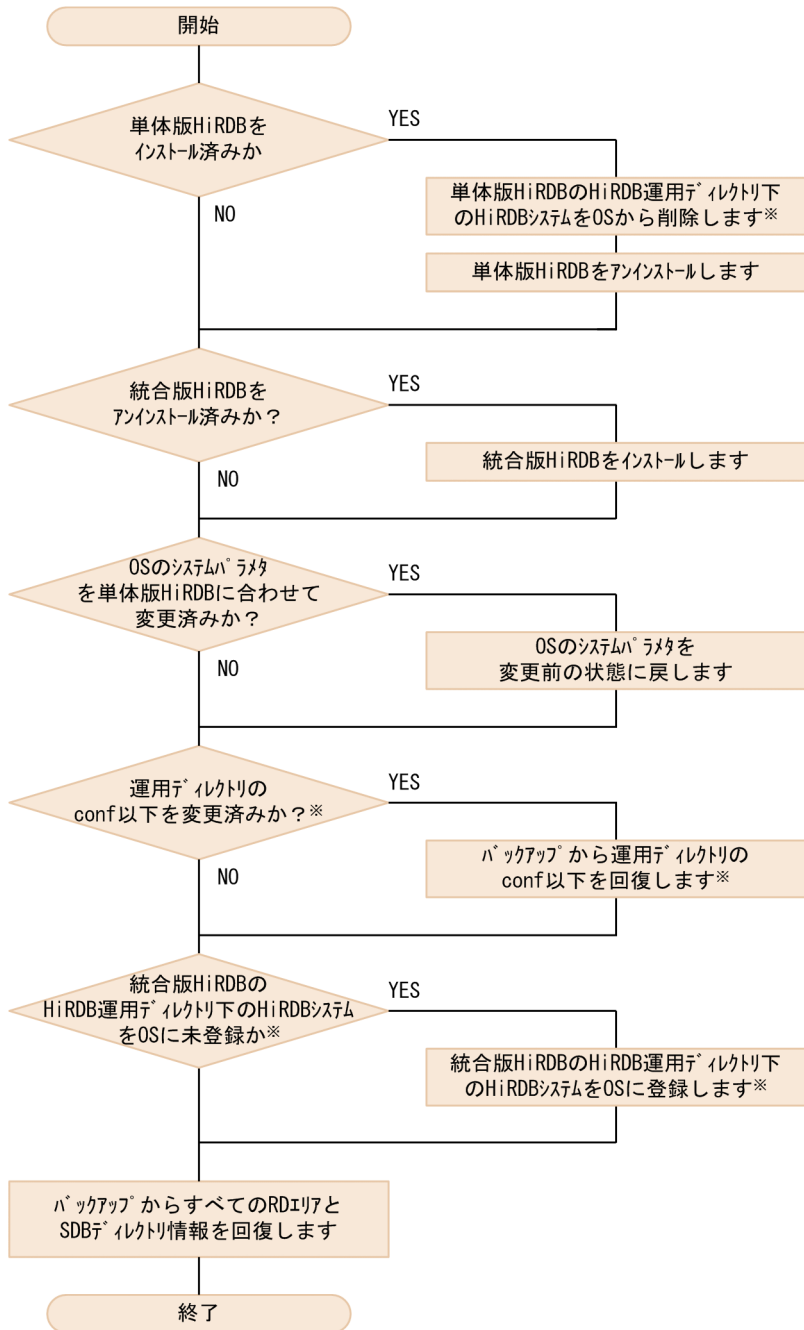 開始
単体版HiRDBを
ｲﾝｽﾄｰﾙ済みか
YES
NO
単体版HiRDBのHiRDB運用ﾃﾞｨﾚｸﾄﾘ下
のHiRDBｼｽﾃﾑをOSから削除します※
単体版HiRDBをｱﾝｲﾝｽﾄｰﾙします
統合版HiRDBを
ｱﾝｲﾝｽﾄｰﾙ済みか？
YES
NO
統合版HiRDBをｲﾝｽﾄｰﾙします
OSのｼｽﾃﾑﾊﾟﾗﾒﾀ
を単体版HiRDBに合わせて
変更済みか？
YES
NO
OSのｼｽﾃﾑﾊﾟﾗﾒﾀを
変更前の状態に戻します
運用ﾃﾞｨﾚｸﾄﾘの
conf以下を変更済みか？※
YES
NO
ﾊﾞｯｸｱｯﾌﾟから運用ﾃﾞｨﾚｸﾄﾘの
conf以下を回復します※
統合版HiRDBの
HiRDB運用ﾃﾞｨﾚｸﾄﾘ下のHiRDBｼｽﾃﾑ
をOSに未登録か※
YES
統合版HiRDBのHiRDB運用ﾃﾞｨﾚｸﾄﾘ下
のHiRDBｼｽﾃﾑをOSに登録します※
ﾊﾞｯｸｱｯﾌﾟからすべてのRDｴﾘｱと
SDBﾃﾞｨﾚｸﾄﾘ情報を回復します
終了